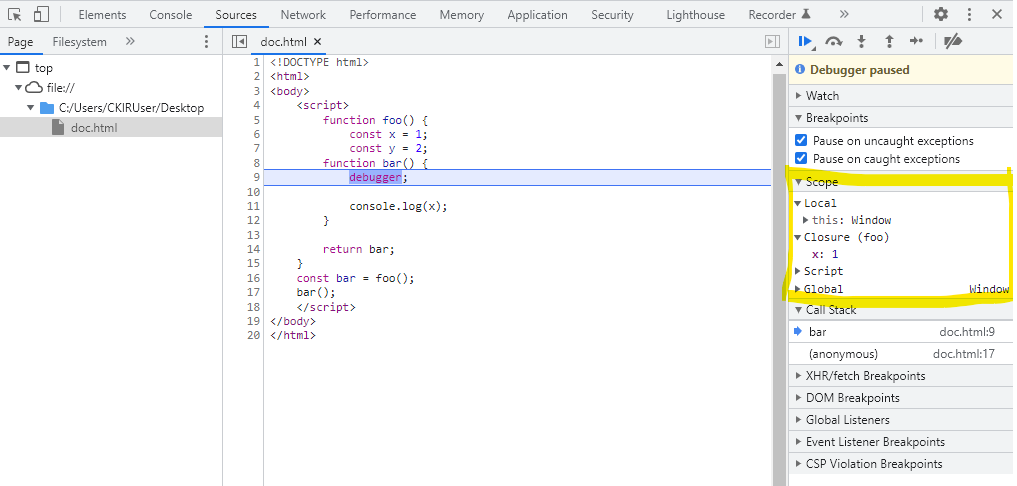 Elements Console Sources Network Performance Memory Application Security Lighthouse Recorder »
Page Filesystem » doc.html ×
top
file://
C:/Users/CKIRUser/Desktop
doc.html
1 <!DOCTYPE html>
2 <html>
3 <body>
4 <script>
5 function foo() {
6 const x = 1;
7 const y = 2;
8 function bar() {
9 debugger;
10
11 console.log(x);
12 }
13
14 return bar;
15 }
16 const bar = foo();
17 bar();
18 </script>
19 </body>
20 </html>
Debugger paused
Watch
Breakpoints
Pause on uncaught exceptions
Pause on caught exceptions
Scope
Local
this: Window
Closure (foo)
x: 1
Script
Global Window
Call Stack
bar doc.html:9
(anonymous) doc.html:17
XHR/fetch Breakpoints
DOM Breakpoints
Global Listeners
Event Listener Breakpoints
CSP Violation Breakpoints